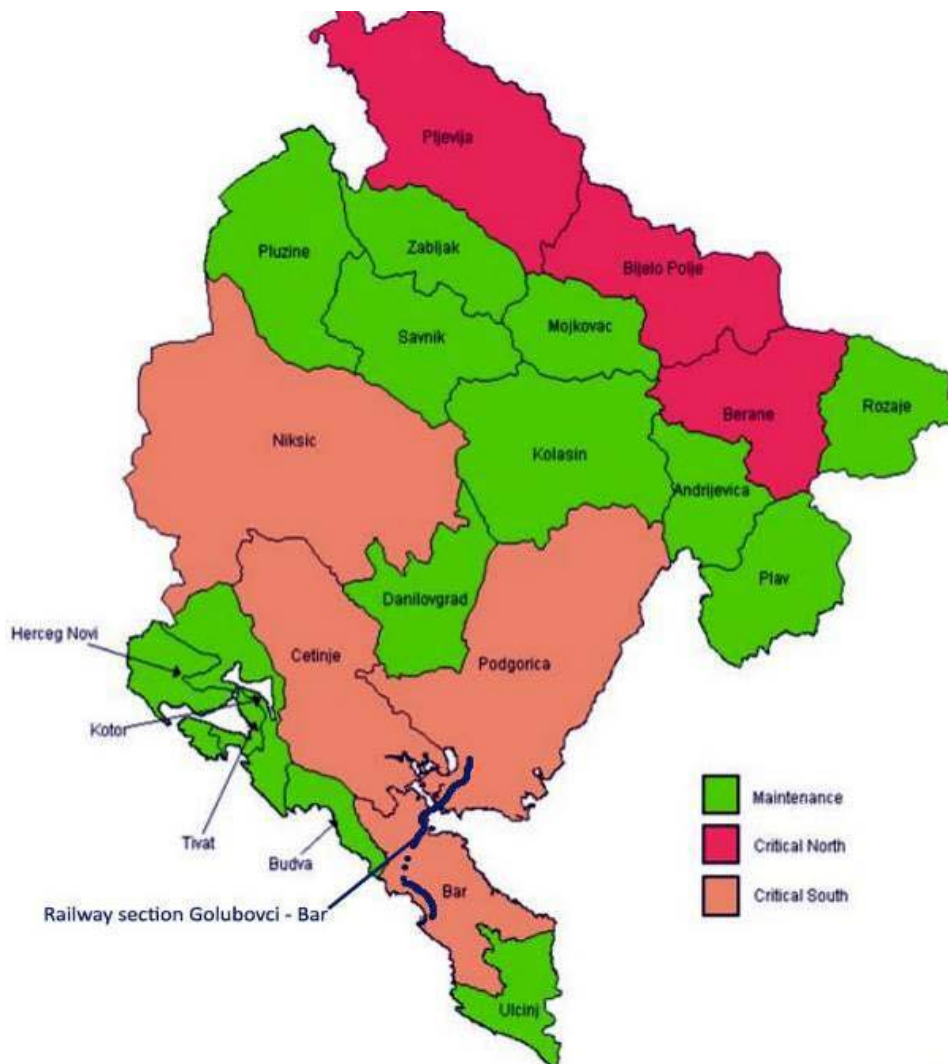 Pljevlja
Zabljak
Pluzine
Bijelo Polje
Mojkovac
Savnik
Rozaje
Berane
Niksic
Kolasin
Andrijevica
Plav
Danilovgrad
Herceg Novi
Cetinje
Podgorica
Kotor
Maintenance
Tivat
Critical North
Budva
Bar
Critical South
Railway section Golubovci - Bar
Ulcinj